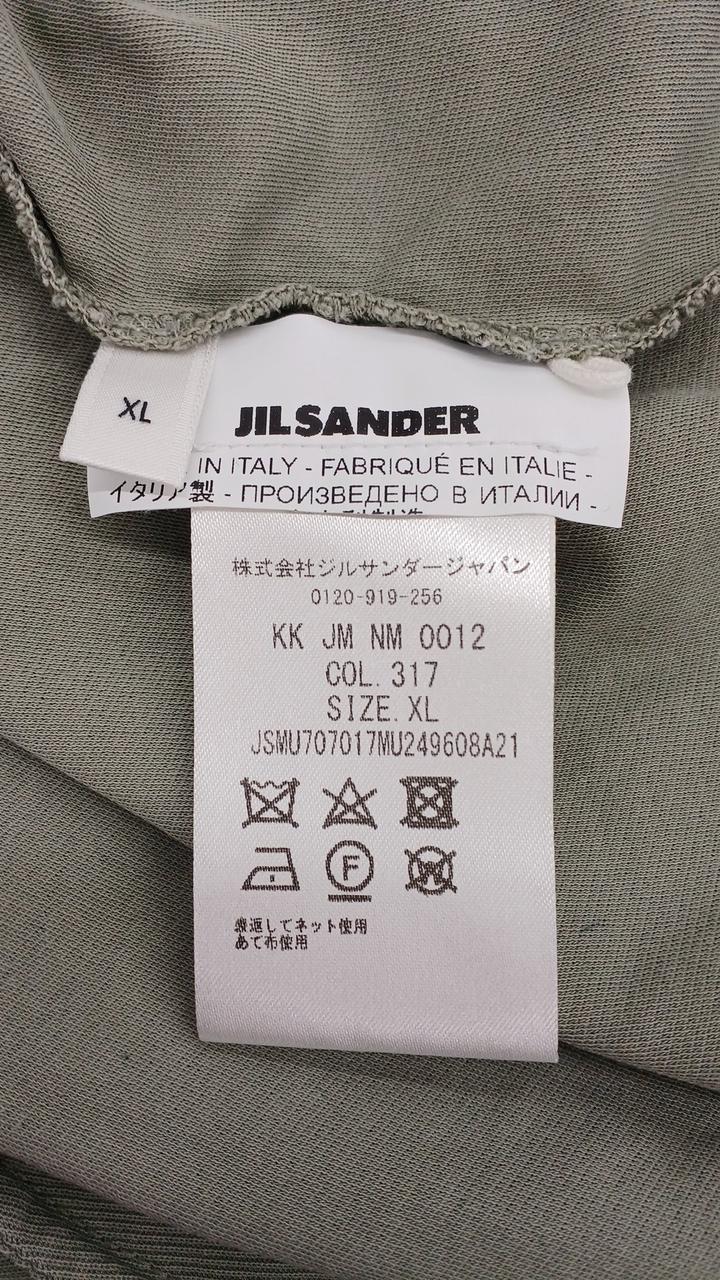 XL
JIL SANDER
IN ITALY - FABRIQUÉ EN ITALIE -
イタリア製 - ПРОИЗВЕДЕНО В ИТАЛИИ -
株式会社ジルサンダージャパン
0120-919-256
KK JM NM 0012
COL. 317
SIZE. XL
JSMU707017MU249608A21
F
W
裏返してネット使用
あて布使用